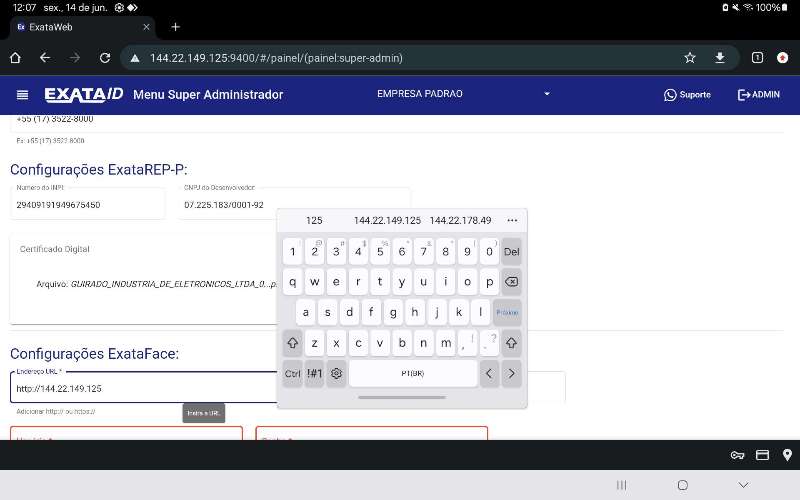 12:07 sex., 14 de jun. 100%
ExataWeb
144.22.149.125:9400/#/painel/(painel:super-admin) 1
EXATAID Menu Super Administrador EMPRESA PADRAO Suporte ADMIN
+55 (17) 3522-8000
Ex: +55 (17) 3522-8000
Configurações ExataREP-P:
Número do INPI: CNPJ do Desenvolvedor:
29409191949675450 07.225.183/0001-92
Certificado Digital
Arquivo: GUIRADO_INDUSTRIA_DE_ELETRONICOS_LTDA_0...p
125 144.22.149.125 144.22.178.49 ...
1 2 3 4 5 6 7 8 9 0 Del
q w e r t y u i o p
a s d f g h j k l Próximo
z x c v b n m , ! . ?
Ctrl !#1 PT(BR) < >
Configurações ExataFace:
Endereço URL *
http://144.22.149.125
Adicionar http:// ou https://
Insira a URL